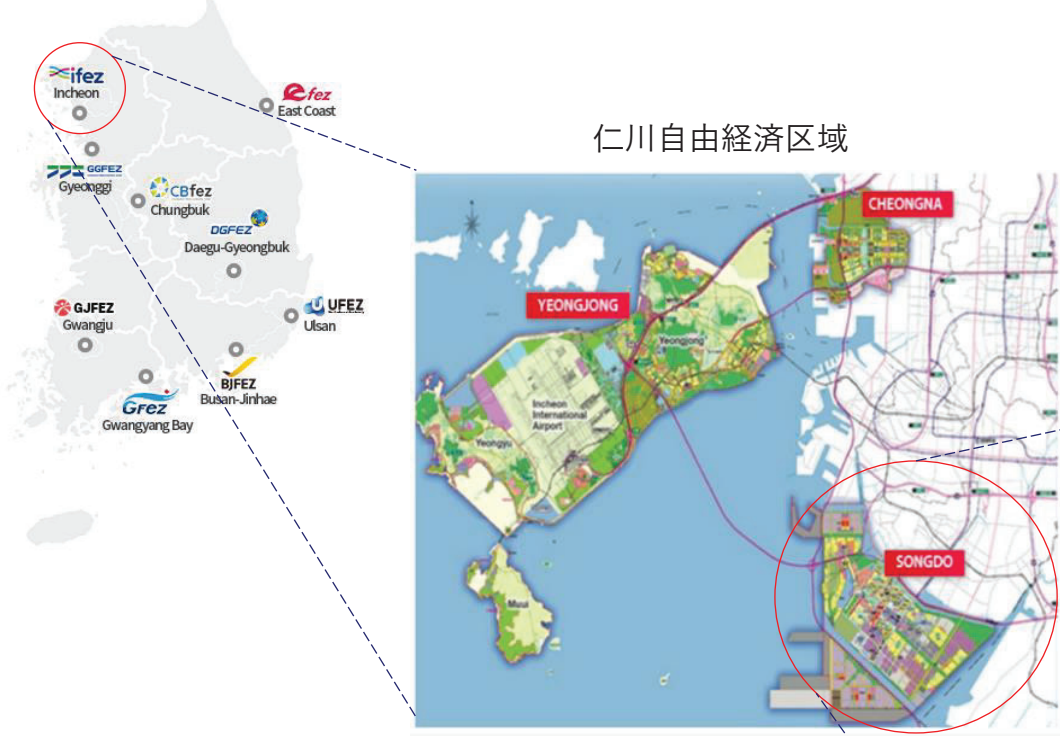 ifez
Incheon
efez
East Coast
GGFEZ
Gyeonggi
CBfez
Chungbuk
DGFEZ
Daegu-Gyeongbuk
GJFEZ
Gwangju
UFEZ
Ulsan
BJFEZ
Busan-Jinhae
GFez
Gwangyang Bay
仁川自由経済区域
CHEONGNA
YEONGJONG
Yeongjong
Incheon
International
Airport
Yeongyu
SONGDO
Muui